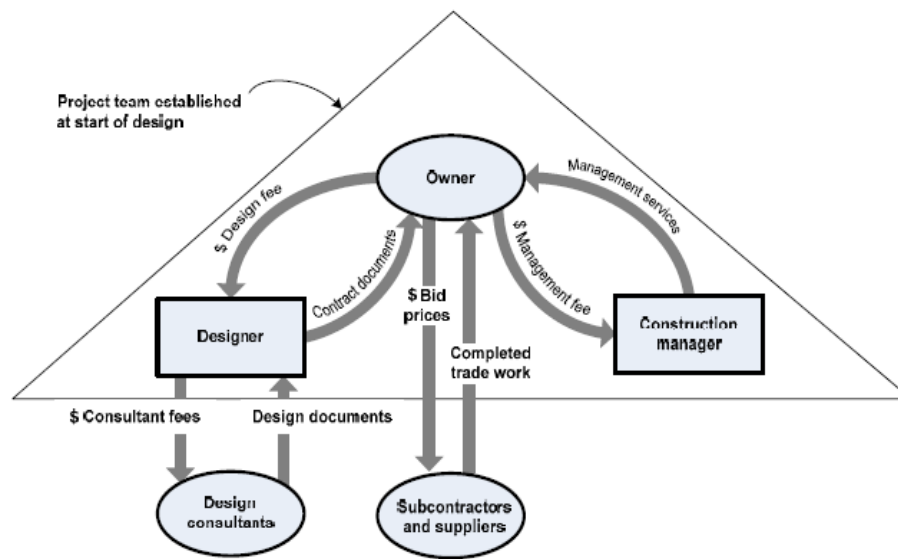 Project team established
at start of design
Owner
Management services
$ Design fee
Contract documents
$ Management fee
$ Bid
prices
Designer
Completed
trade work
Construction
manager
$ Consultant fees
Design documents
Design
consultants
Subcontractors
and suppliers